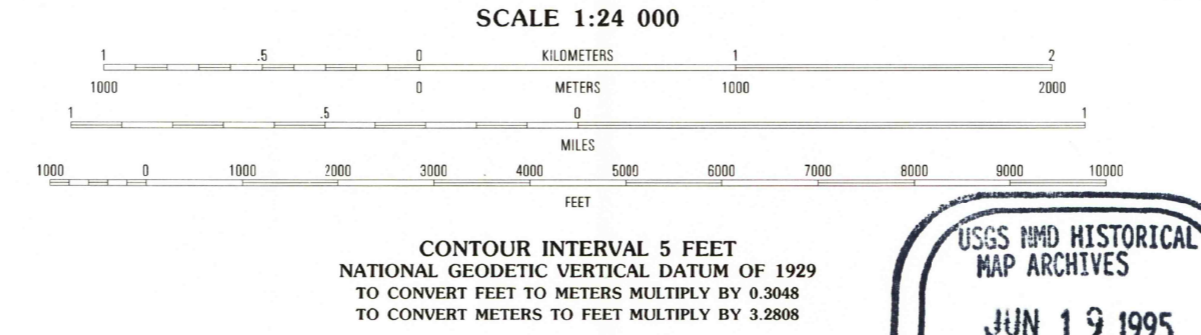 SCALE 1:24 000
1 .5 0 KILOMETERS 1 2
1000 0 METERS 1000 2000
1 .5 0 1
MILES
1000 0 1000 2000 3000 4000 5000 6000 7000 8000 9000 10000
FEET
CONTOUR INTERVAL 5 FEET
NATIONAL GEODETIC VERTICAL DATUM OF 1929
TO CONVERT FEET TO METERS MULTIPLY BY 0.3048
TO CONVERT METERS TO FEET MULTIPLY BY 3.2808
USGS NMD HISTORICAL
MAP ARCHIVES
JUN 19 1995